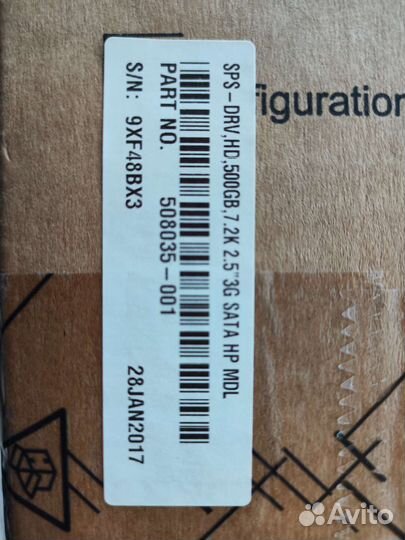 SPS-DRV,HD,500GB,7.2K 2.5"3G SATA HP MDL
PART NO. 508035-001
S/N: 9XF48BX3 28JAN2017
figuration
Avito